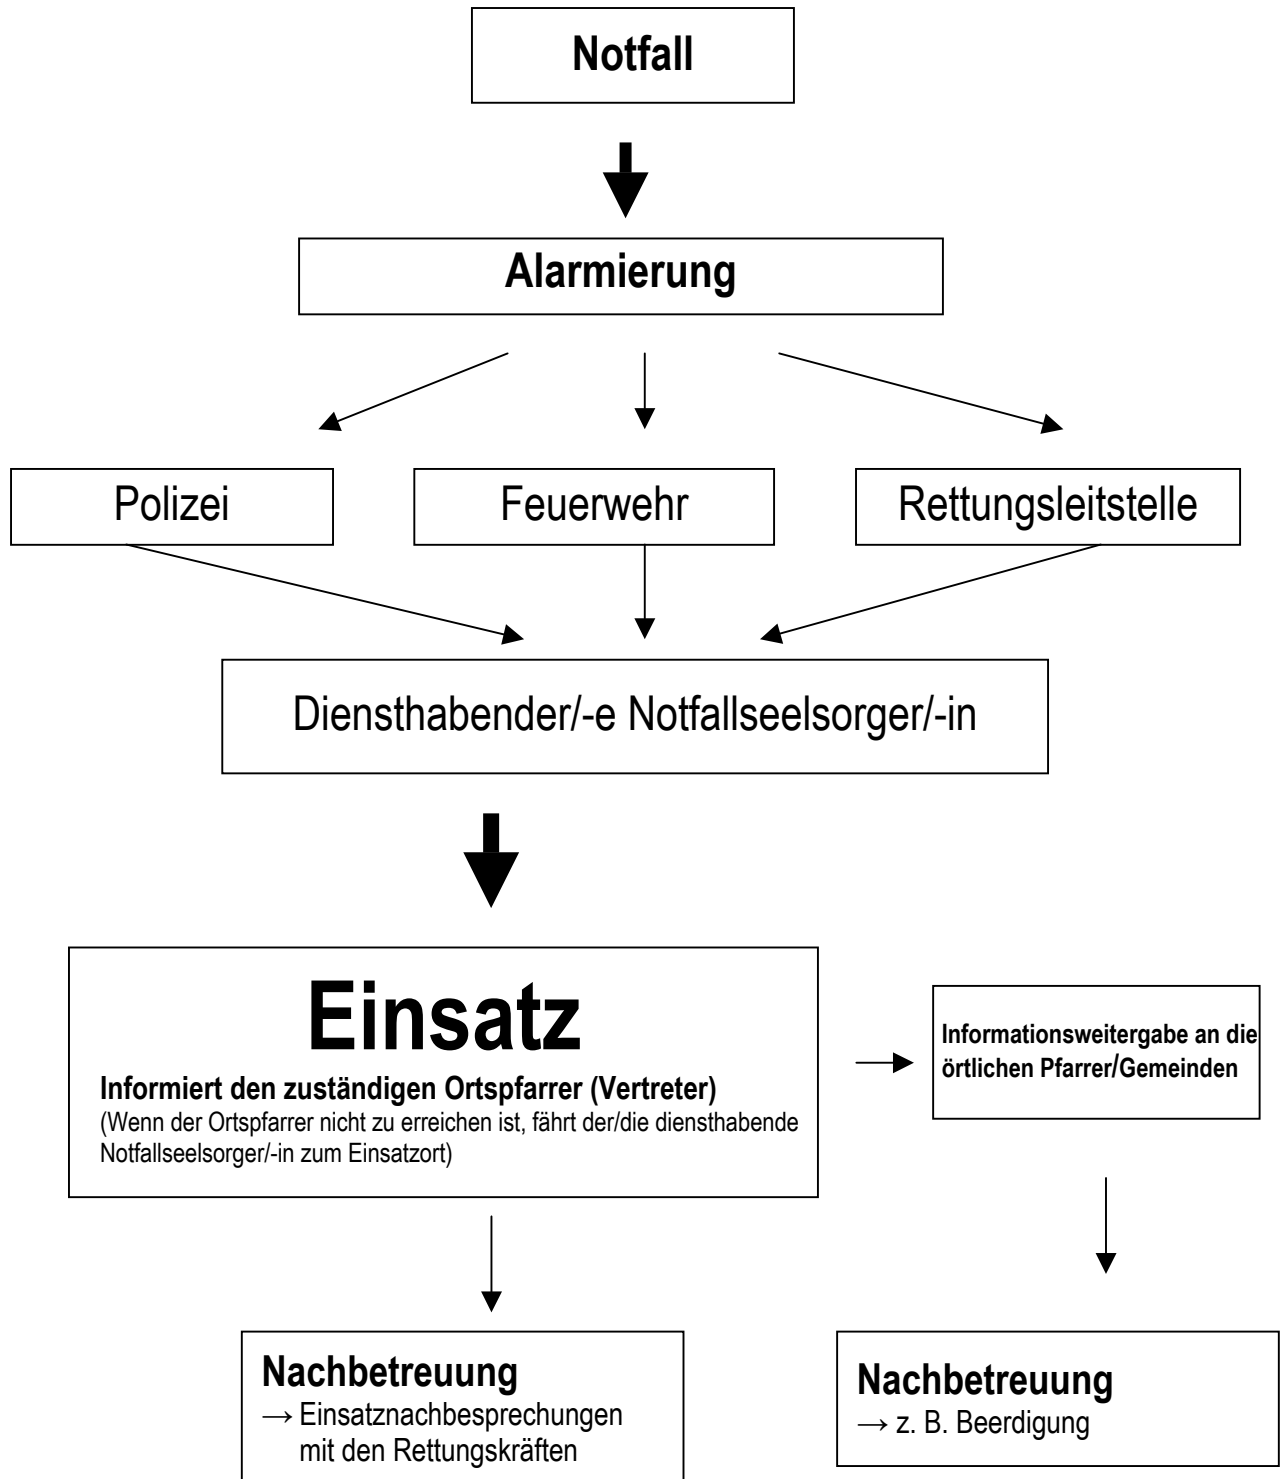 Notfall
Alarmierung
Polizei
Feuerwehr
Rettungsleitstelle
Diensthabender/-e Notfallseelsorger/-in
Einsatz
Informiert den zuständigen Ortspfarrer (Vertreter)
(Wenn der Ortspfarrer nicht zu erreichen ist, fährt der/die diensthabende
Notfallseelsorger/-in zum Einsatzort)
Informationsweitergabe an die
örtlichen Pfarrer/Gemeinden
Nachbetreuung
→ Einsatznachbesprechungen
mit den Rettungskräften
Nachbetreuung
→ z. B. Beerdigung